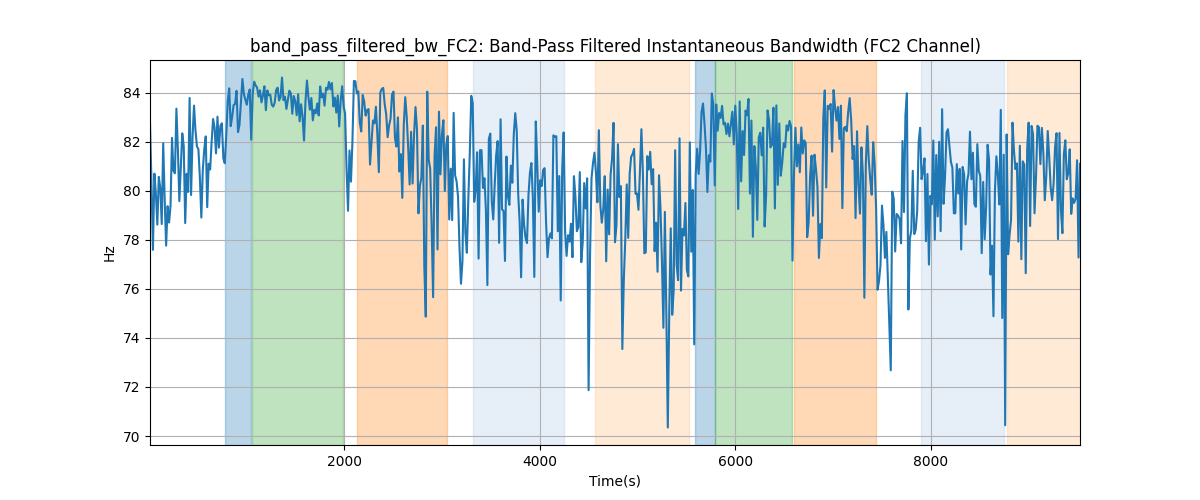 band_pass_filtered_bw_FC2: Band-Pass Filtered Instantaneous Bandwidth (FC2 Channel)
84
82
80
78
76
74
72
70
Hz
2000 4000 6000 8000
Time(s)